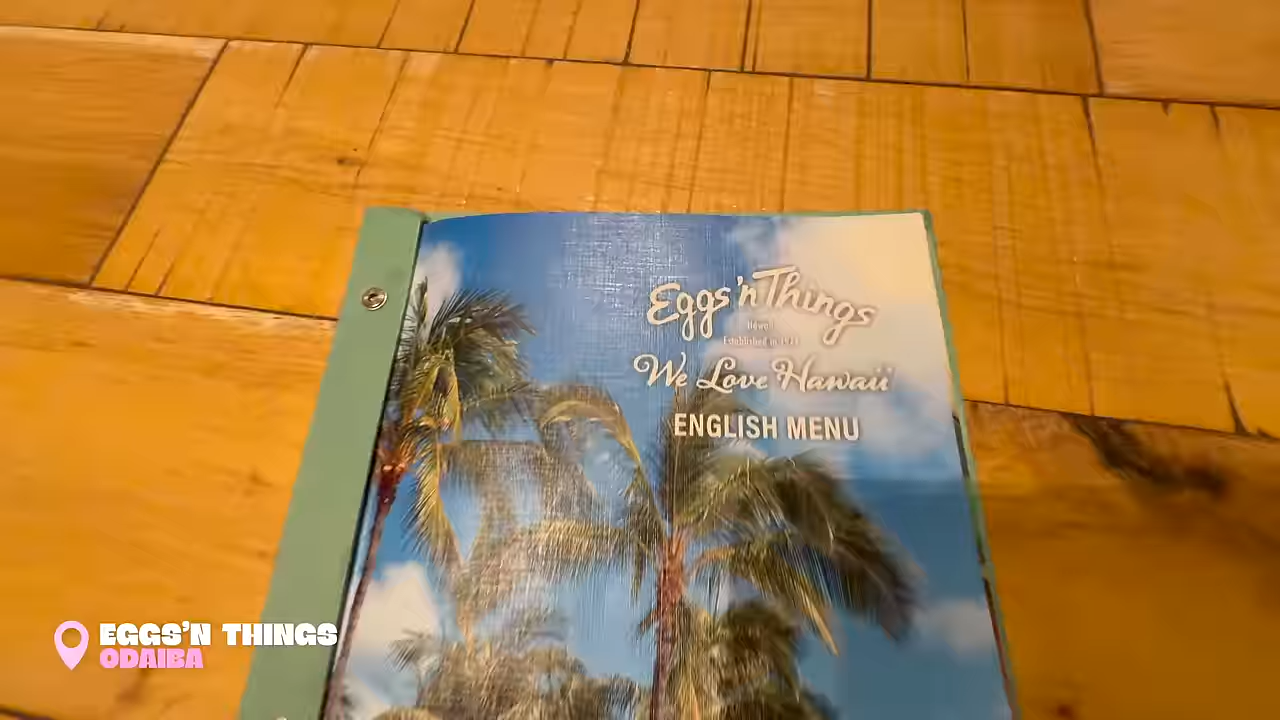 Eggs'n Things
Hawaii
Established in 1974
We Love Hawaii
ENGLISH MENU
EGGS'N THINGS
ODAIBA